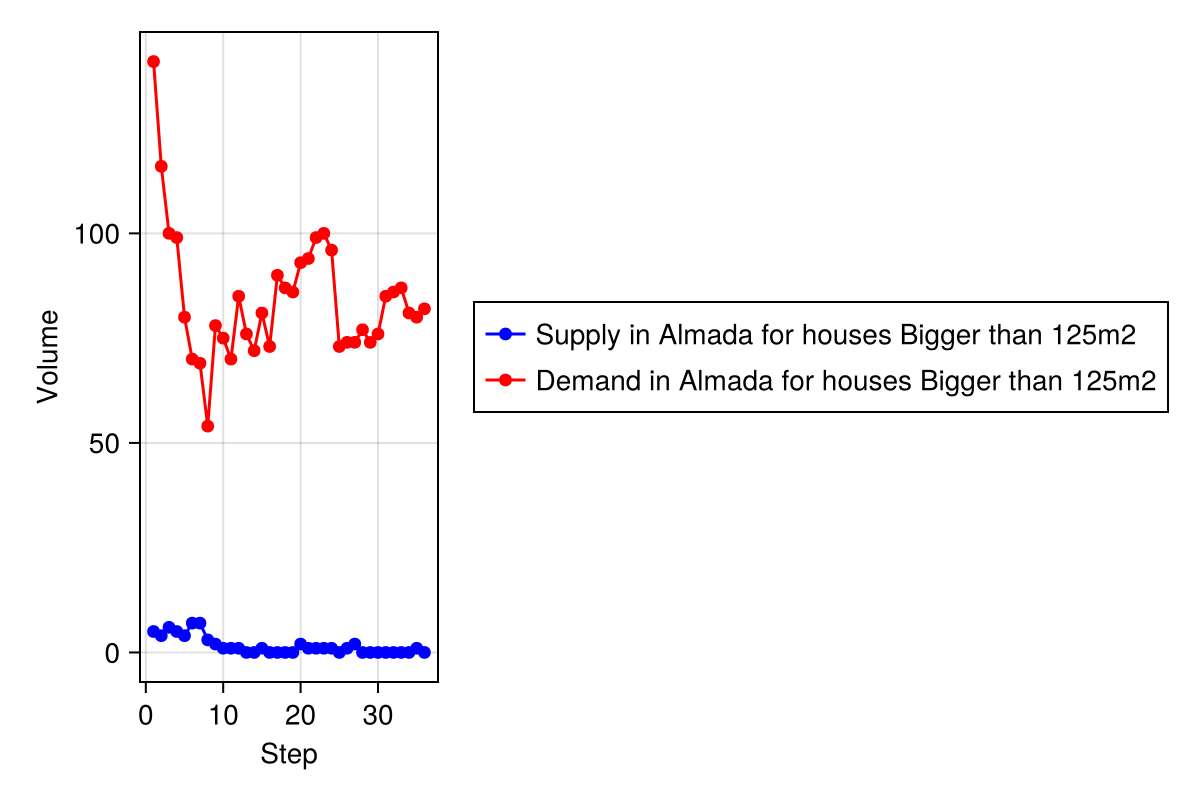 Volume
100
50
0
0 10 20 30
Step
Supply in Almada for houses Bigger than 125m2
Demand in Almada for houses Bigger than 125m2